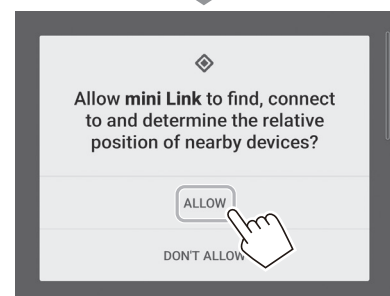 Allow mini Link to find, connect
to and determine the relative
position of nearby devices?
ALLOW
DON'T ALLOW